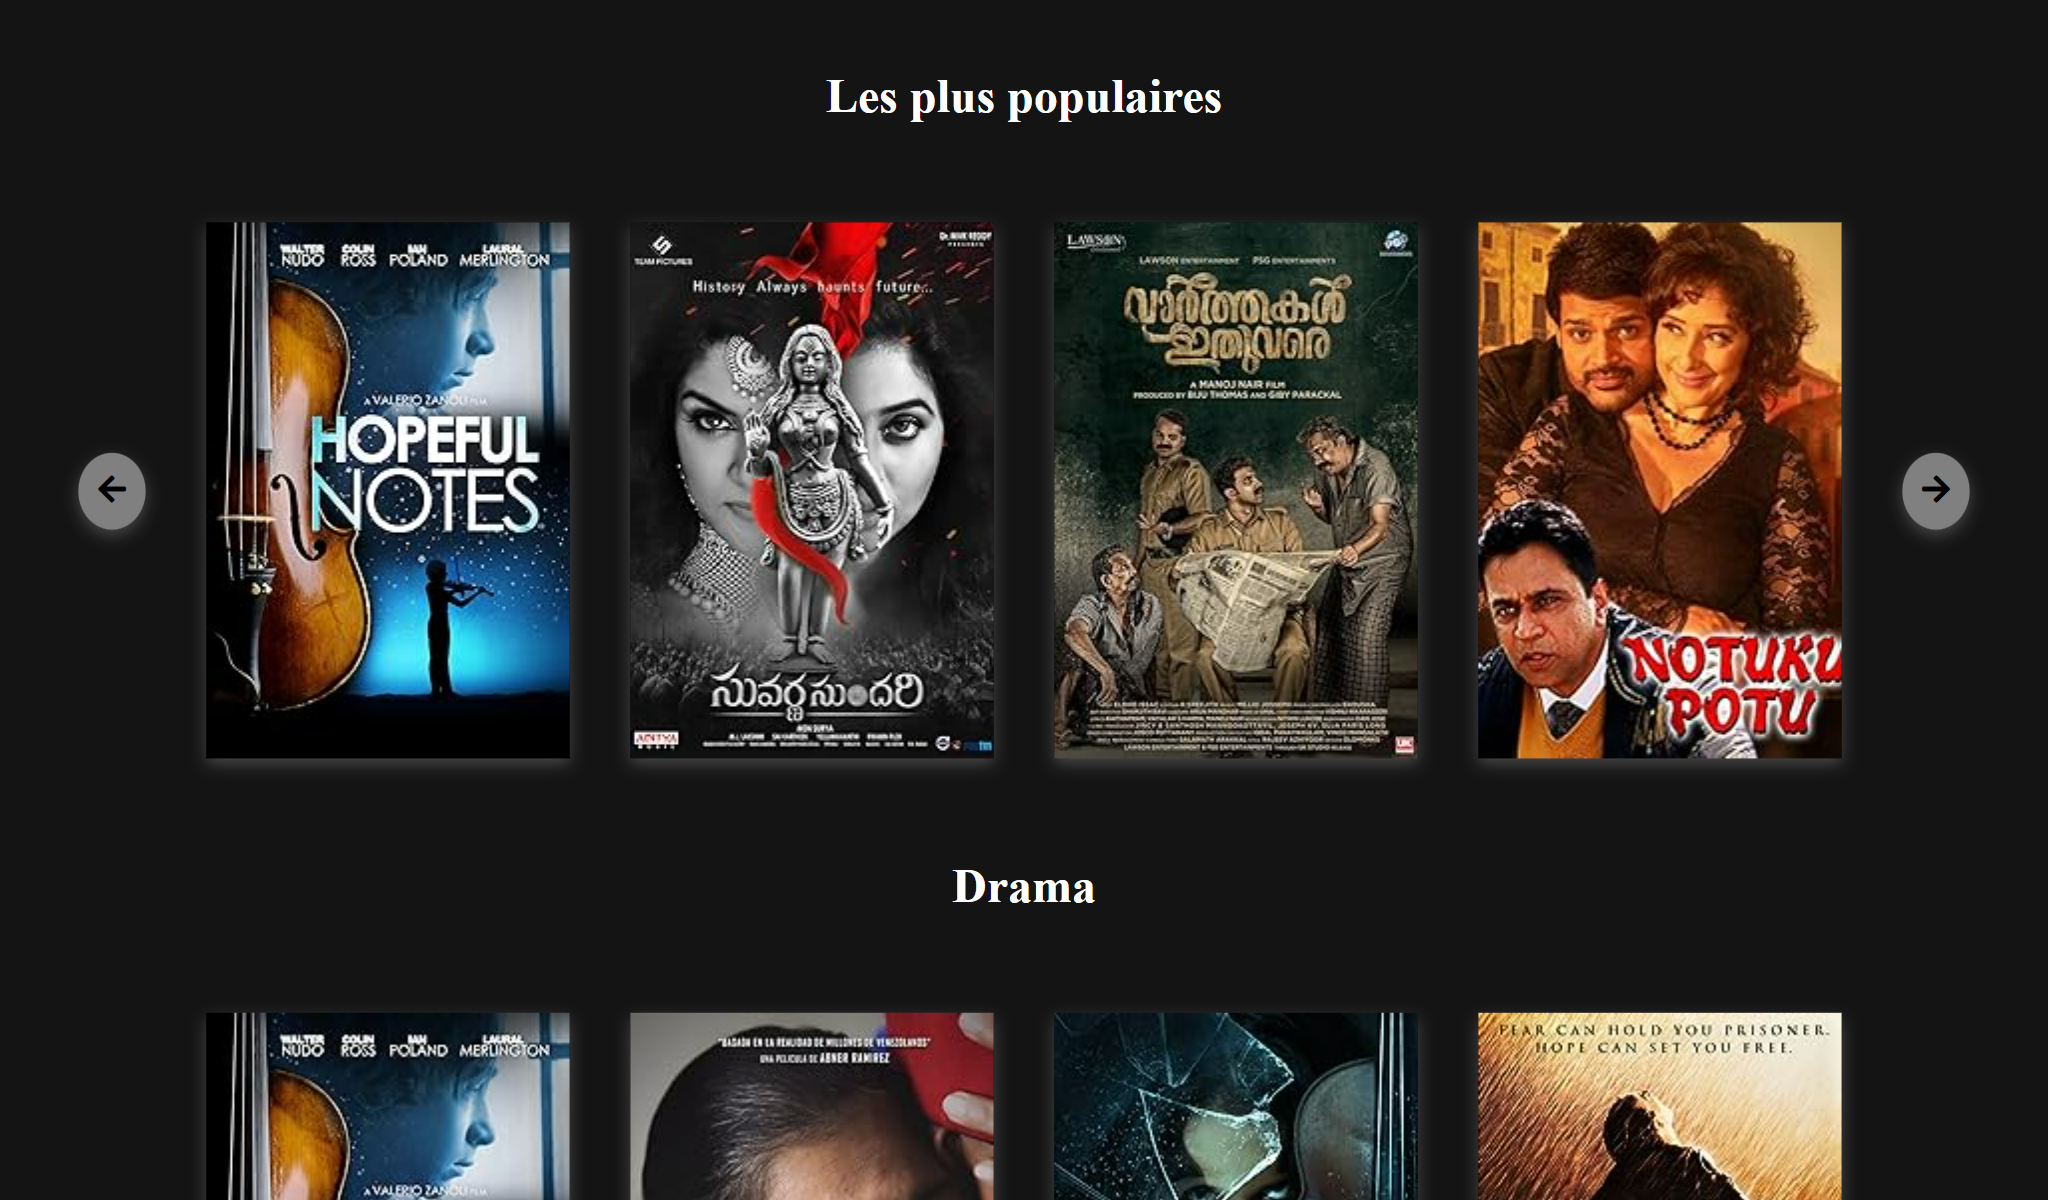 Les plus populaires
WALTER NUDO COLIN ROSS IAN POLAND LAURAL MERLINGTON
A VALERIO ZANOLI FILM
HOPEFUL
NOTES
TEAM PICTURES
History Always haunts future...
సువర్ణసుందరి
ADITYA
MUSIC
LAWSON
LAWSON ENTERTAINMENT PSG ENTERTAINMENTS
വാർത്തകൾ
ഇതുവരെ
A MANOJ NAIR FILM
PRODUCED BY BIJU THOMAS AND GIBY PARACKAL
NOTUKU
POTU
Drama
WALTER NUDO COLIN ROSS IAN POLAND LAURAL MERLINGTON
A VALERIO ZANOLI FILM
"BASADA EN LA REALIDAD DE MILLONES DE VENEZOLANOS"
UNA PELICULA DE ABNER RAMIREZ
FEAR CAN HOLD YOU PRISONER.
HOPE CAN SET YOU FREE.